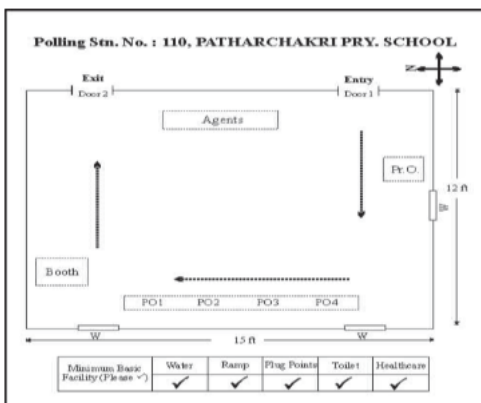 Polling Stn. No. : 110, PATHARCHAKRI PRY. SCHOOL
N
Exit
Entry
Door 2
Door 1
Agents
Pr.O.
12 ft
W
Booth
PO1 PO2 PO3 PO4
W
W
15 ft
Minimum Basic Facility (Please ✓)
Water Ramp Plug Points Toilet Healthcare
✓ ✓ ✓ ✓ ✓